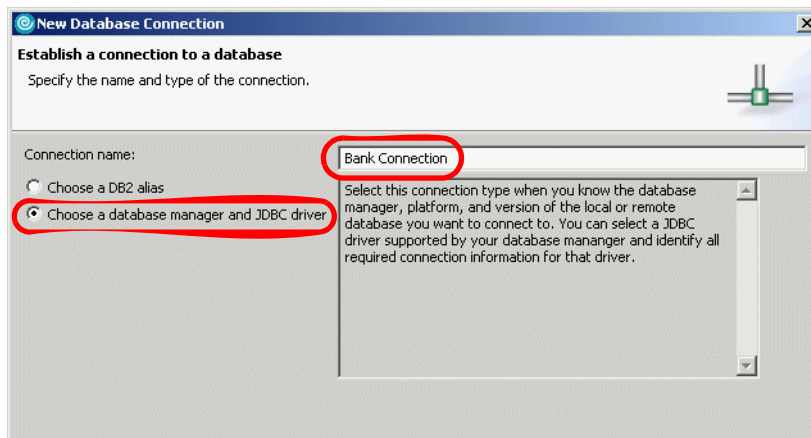 New Database Connection
Establish a connection to a database
Specify the name and type of the connection.
Connection name:
Bank Connection
Choose a DB2 alias
Choose a database manager and JDBC driver
Select this connection type when you know the database
manager, platform, and version of the local or remote
database you want to connect to. You can select a JDBC
driver supported by your database mananger and identify all
required connection information for that driver.